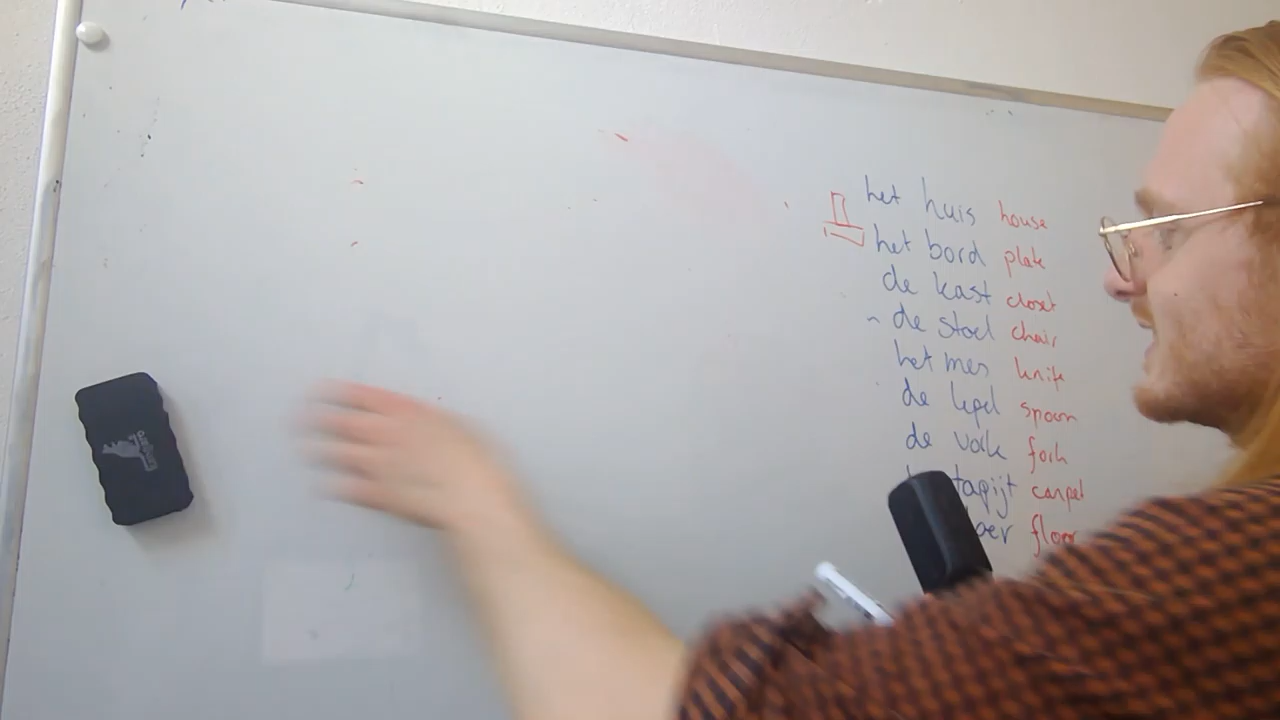 het huis house
het bord plate
de kast closet
~ de stoel chair
het mes knife
de lepel spoon
de vork fork
tapijt carpet
oer floor